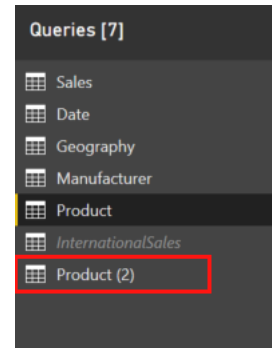 Queries [7]
Sales
Date
Geography
Manufacturer
Product
InternationalSales
Product (2)